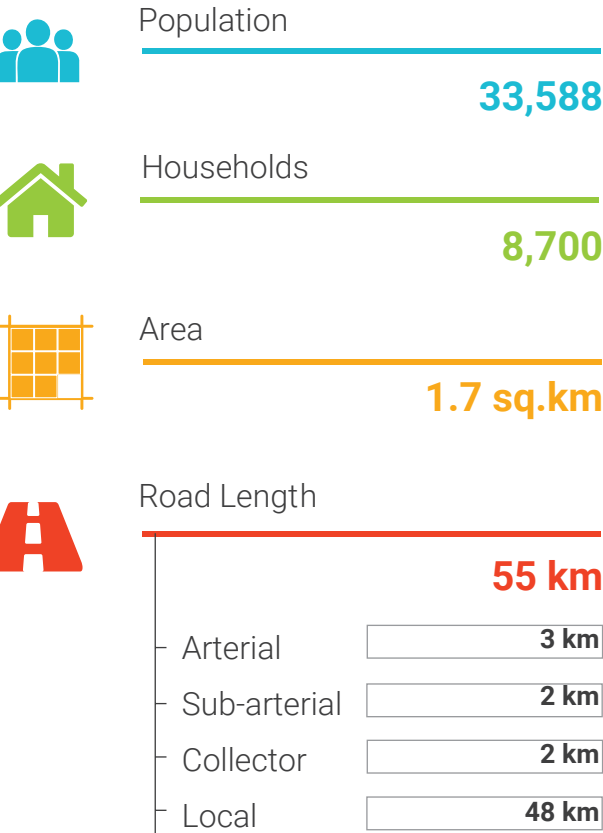 Population
33,588
Households
8,700
Area
1.7 sq.km
Road Length
55 km
Arterial 3 km
Sub-arterial 2 km
Collector 2 km
Local 48 km